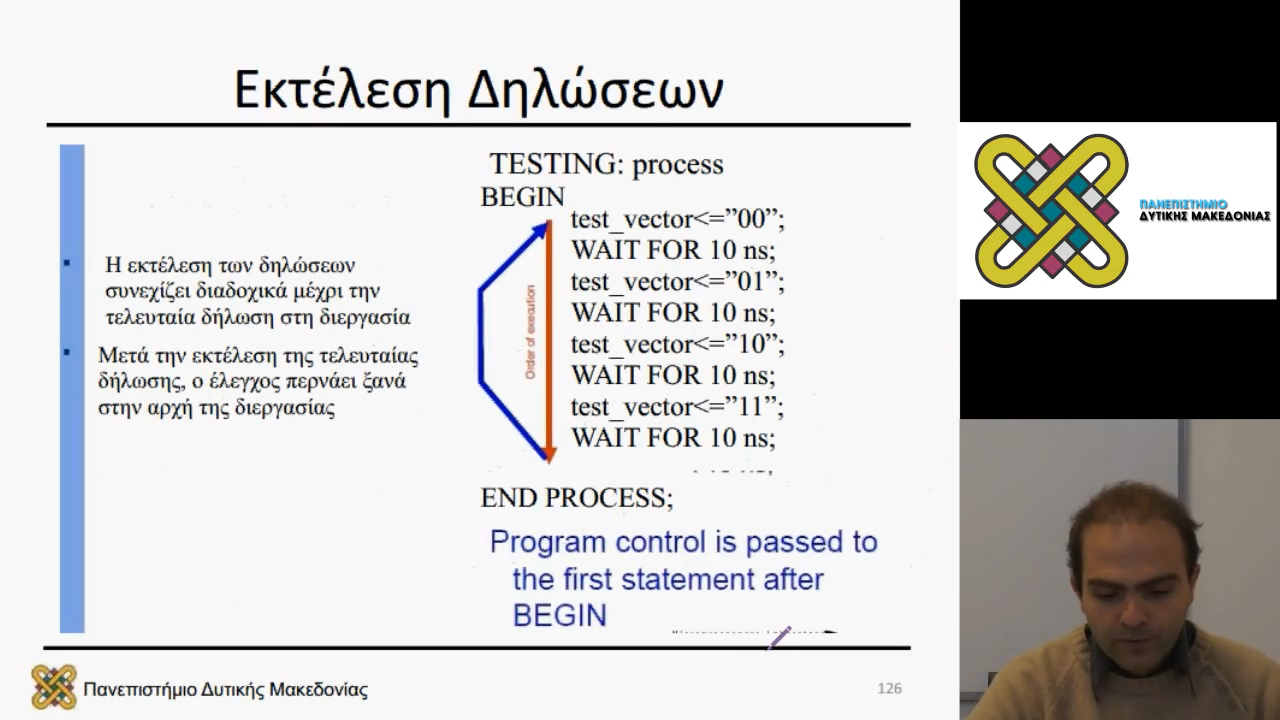 Εκτέλεση Δηλώσεων
Η εκτέλεση των δηλώσεων
συνεχίζει διαδοχικά μέχρι την
τελευταία δήλωση στη διεργασία
Μετά την εκτέλεση της τελευταίας
δήλωσης, ο έλεγχος περνάει ξανά
στην αρχή της διεργασίας
TESTING: process
BEGIN
test_vector<=”00”;
WAIT FOR 10 ns;
test_vector<=”01”;
WAIT FOR 10 ns;
test_vector<=”10”;
WAIT FOR 10 ns;
test_vector<=”11”;
WAIT FOR 10 ns;
Order of execution
END PROCESS;
Program control is passed to
the first statement after
BEGIN
Πανεπιστήμιο Δυτικής Μακεδονίας
126
ΠΑΝΕΠΙΣΤΗΜΙΟ
ΔΥΤΙΚΗΣ ΜΑΚΕΔΟΝΙΑΣ